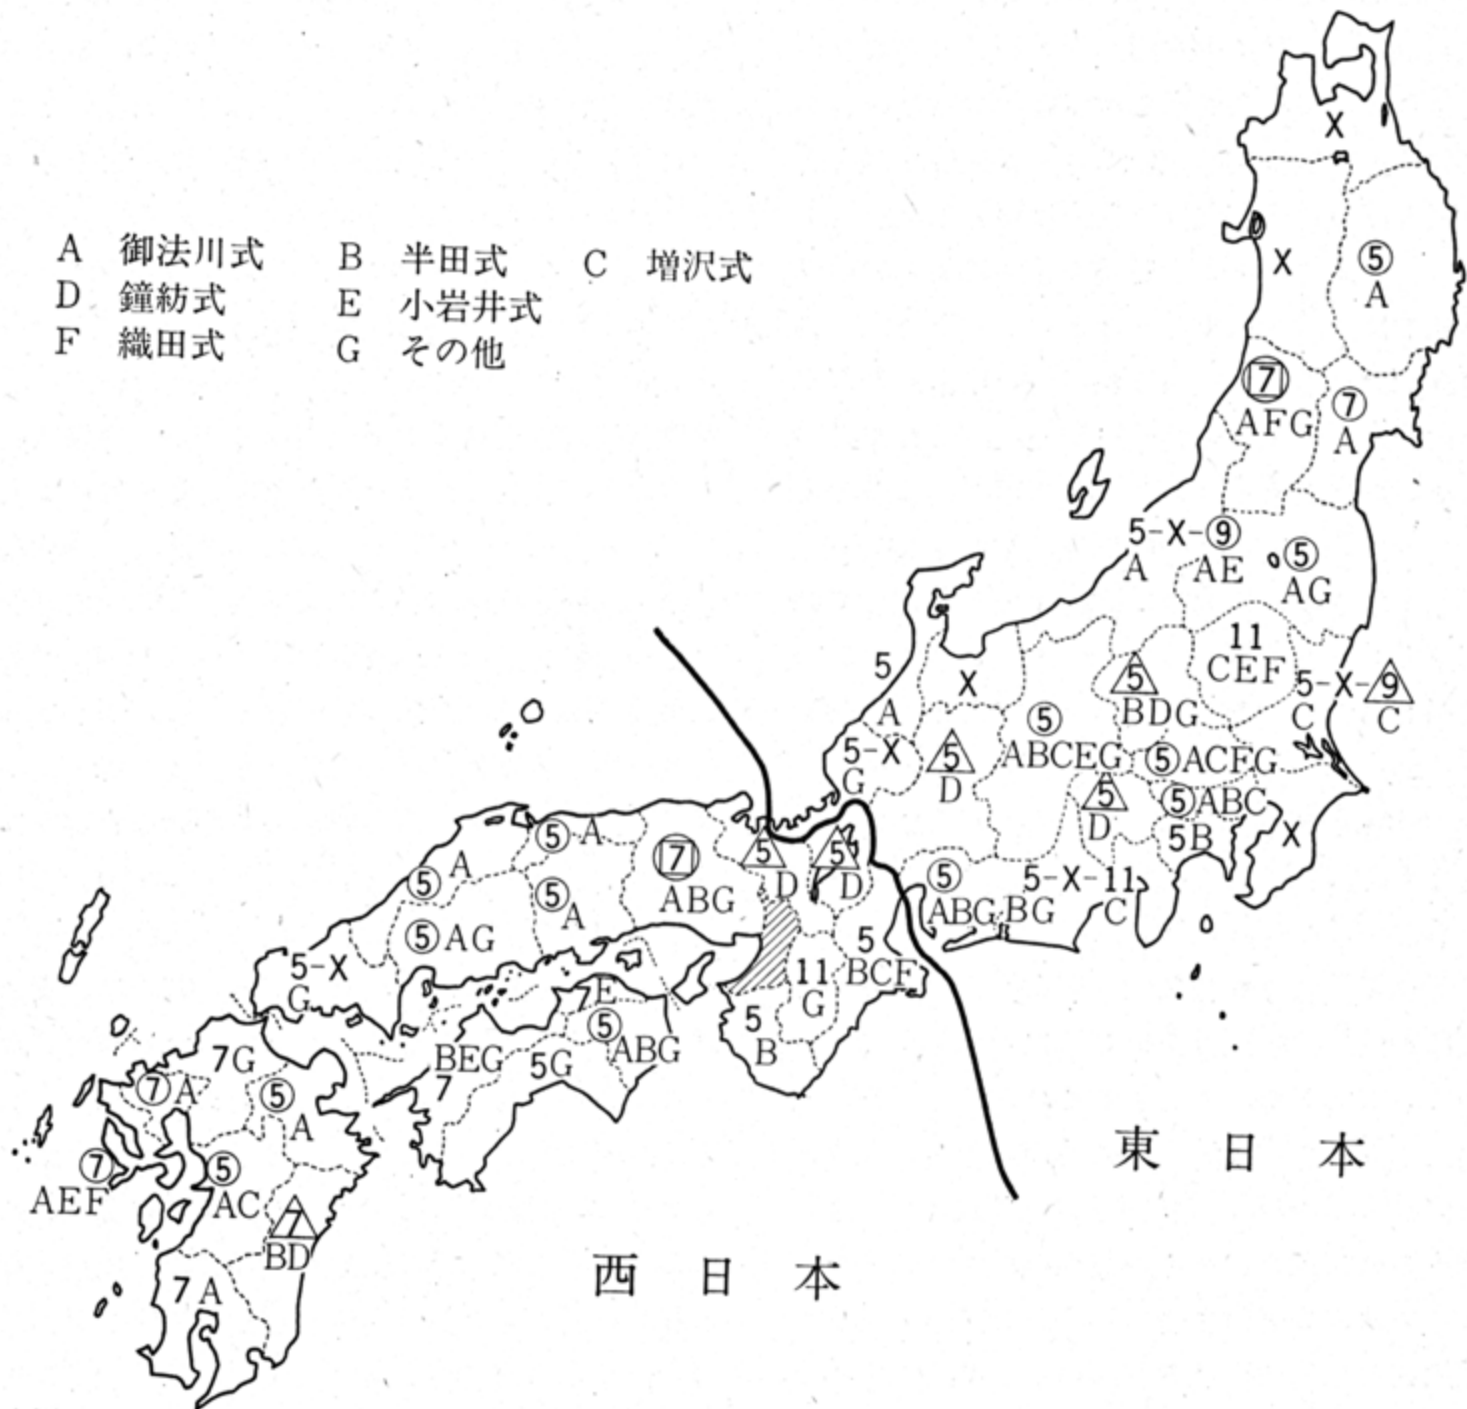 A 御法川式 B 半田式 C 増沢式
D 鐘紡式 E 小岩井式
F 織田式 G その他
X
X
⑤
A
7
AFG
⑦
A
5-X-⑨
A AE
⑤
AG
11
CEF
5-X-9
C C
5
A
X
5
BDG
⑤
ABCEG
5-X
G
5
D
⑤ACFG
5
D
⑤ABC
5B
X
⑤
ABG
5-X-11
BG C
⑤A
A
⑤
7
ABG
5
D
5
D
⑤
A
⑤AG
5-X
G
5
BCF
11
G
5
B
7E
⑤
ABG
BEG
7
5G
7G
⑦A
⑤
A
⑦
AEF
⑤
AC
7
BD
7A
東日本
西日本